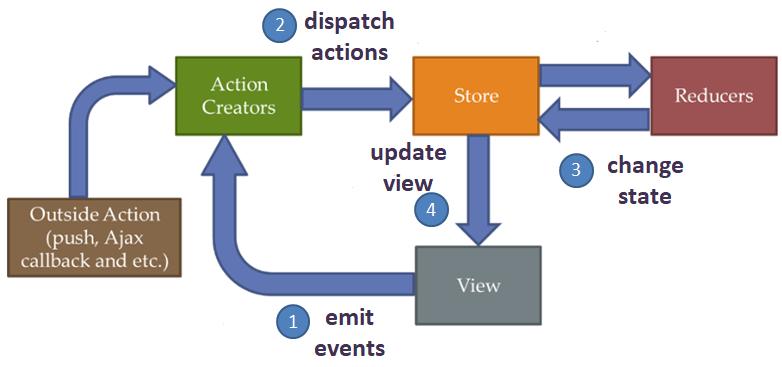 2
dispatch
actions
Action
Creators
Store
Reducers
update
view
4
3
change
state
Outside Action
(push, Ajax
callback and etc.)
View
1
emit
events